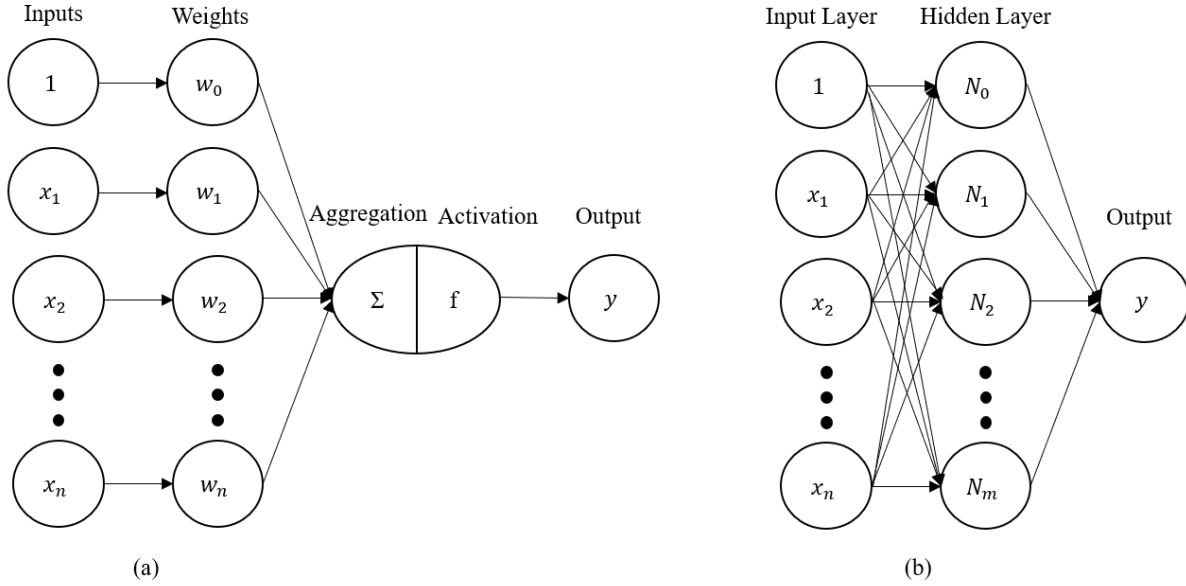 Inputs Weights
1 w₀
x₁ w₁
Aggregation Activation Output
x₂ w₂ Σ f y
xₙ wₙ
(a)
Input Layer Hidden Layer
1 N₀
x₁ N₁
Output
x₂ N₂ y
xₙ Nₘ
(b)